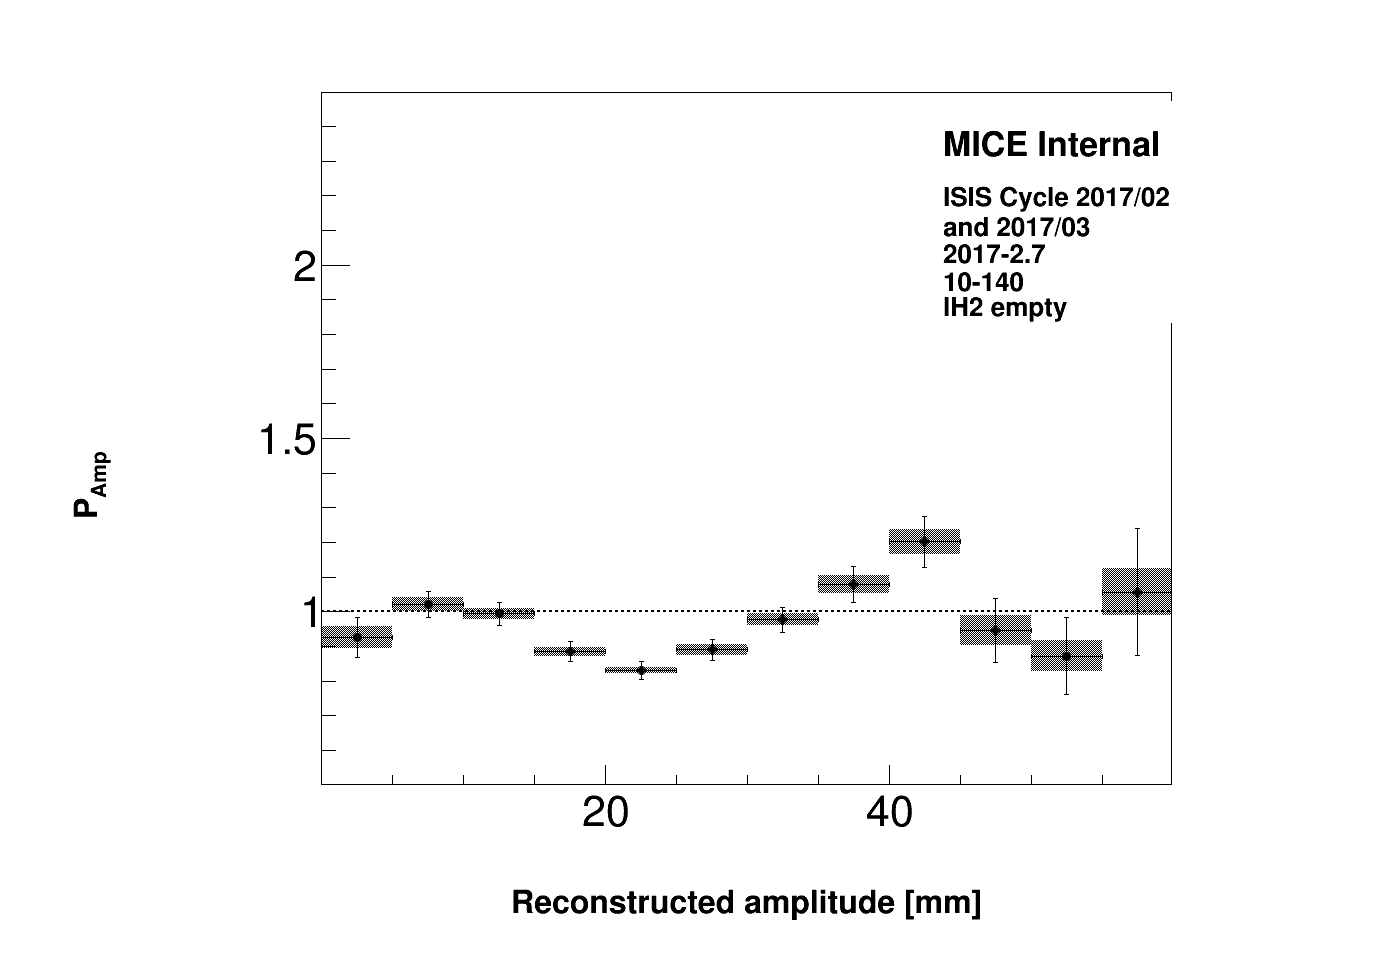 MICE Internal
ISIS Cycle 2017/02
and 2017/03
2017-2.7
10-140
lH2 empty
2
1.5
1
P_Amp
20
40
Reconstructed amplitude [mm]